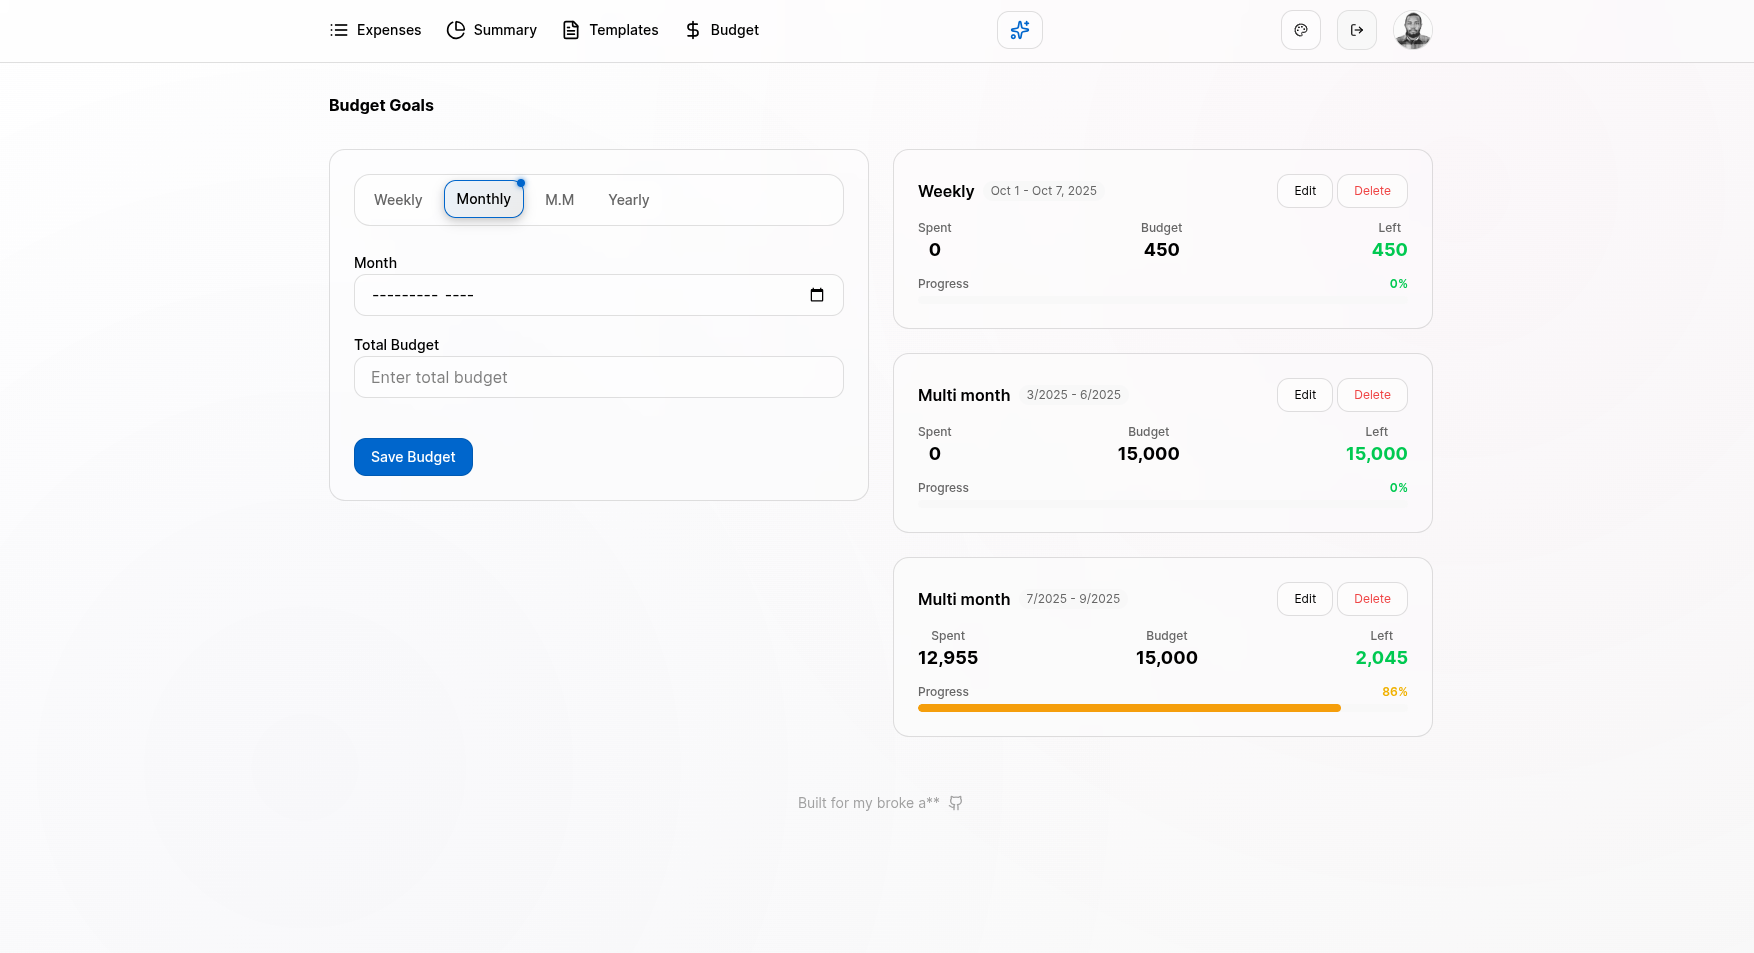 Expenses Summary Templates Budget
Budget Goals
Weekly Monthly M.M Yearly
Month
--------- ----
Total Budget
Enter total budget
Save Budget
Weekly Oct 1 - Oct 7, 2025 Edit Delete
Spent Budget Left
0 450 450
Progress 0%
Multi month 3/2025 - 6/2025 Edit Delete
Spent Budget Left
0 15,000 15,000
Progress 0%
Multi month 7/2025 - 9/2025 Edit Delete
Spent Budget Left
12,955 15,000 2,045
Progress 86%
Built for my broke a**